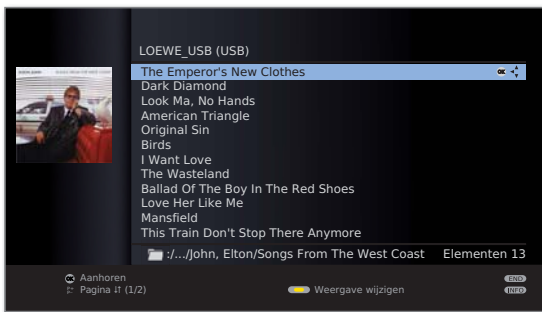 LOEWE_USB (USB)
The Emperor's New Clothes OK
Dark Diamond
Look Ma, No Hands
American Triangle
Original Sin
Birds
I Want Love
The Wasteland
Ballad Of The Boy In The Red Shoes
Love Her Like Me
Mansfield
This Train Don't Stop There Anymore
:/.../John, Elton/Songs From The West Coast Elementen 13
OK Aanhoren END
P+ P- Pagina ↓↑ (1/2) Weergave wijzigen INFO